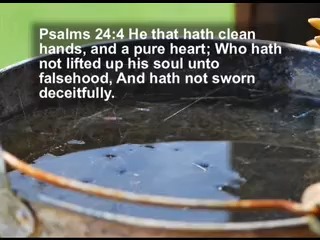 Psalms 24:4 He that hath clean
hands, and a pure heart; Who hath
not lifted up his soul unto
falsehood, And hath not sworn
deceitfully.